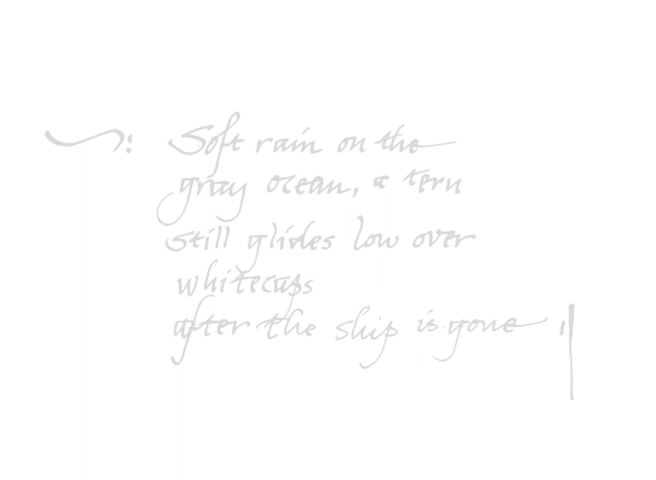 ~: Soft rain on the
gray ocean, a tern
still glides low over
whitecaps
after the ship is gone